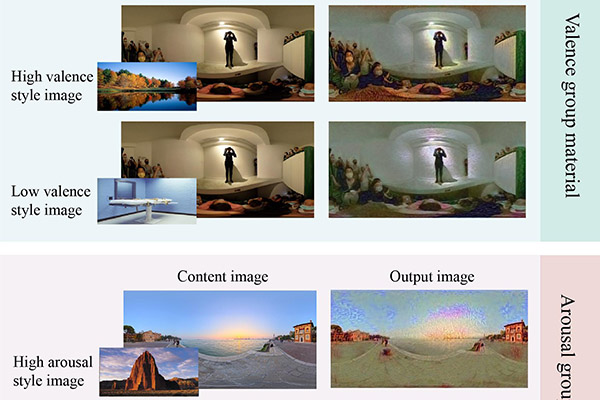 High valence
style image
Low valence
style image
Valence group material
Content image
Output image
High arousal
style image
Arousal